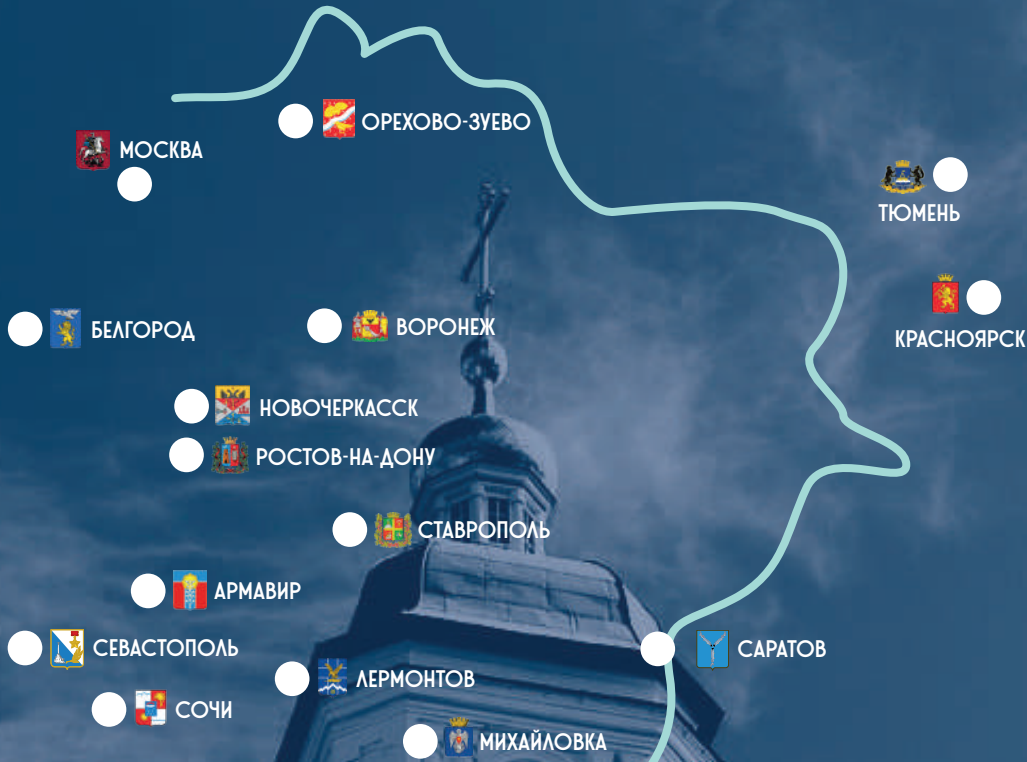 ОРЕХОВО-ЗУЕВО
МОСКВА
ТЮМЕНЬ
КРАСНОЯРСК
БЕЛГОРОД
ВОРОНЕЖ
НОВОЧЕРКАССК
РОСТОВ-НА-ДОНУ
СТАВРОПОЛЬ
АРМАВИР
СЕВАСТОПОЛЬ
САРАТОВ
ЛЕРМОНТОВ
СОЧИ
МИХАЙЛОВКА